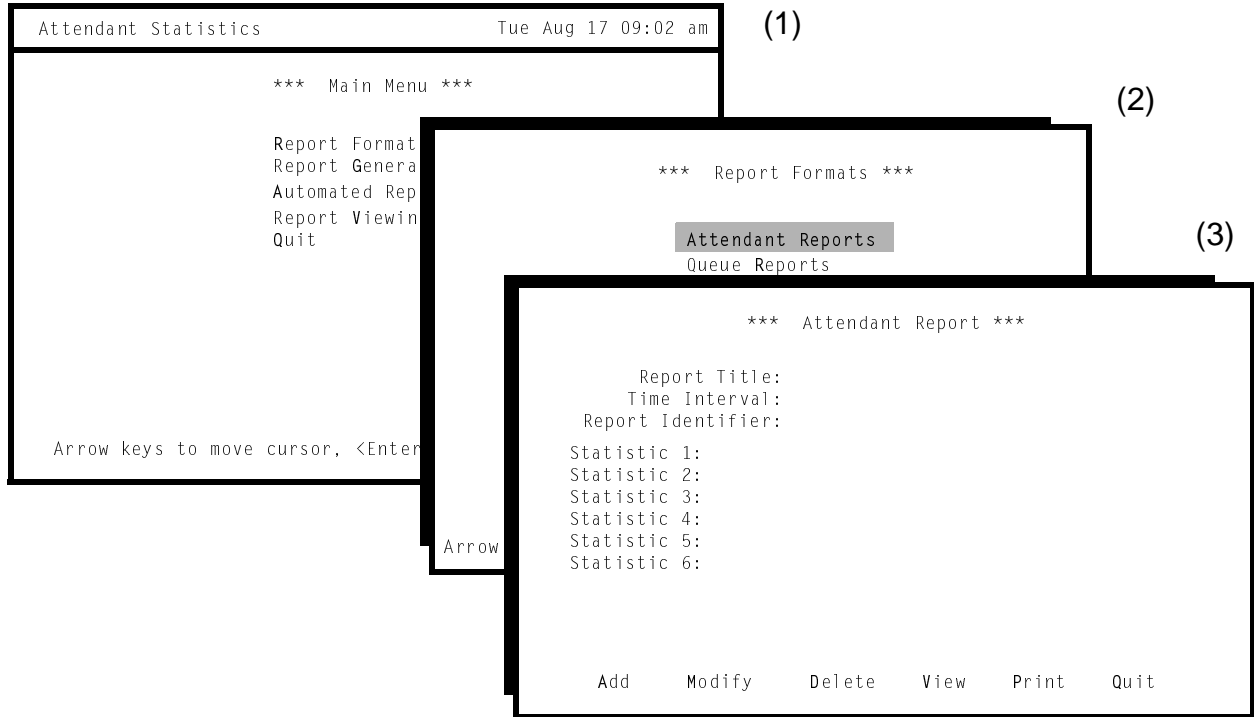 Attendant Statistics Tue Aug 17 09:02 am
(1)
*** Main Menu ***
Report Format
Report Genera
Automated Rep
Report Viewin
Quit
Arrow keys to move cursor, <Enter
(2)
*** Report Formats ***
Attendant Reports
Queue Reports
Arrow
(3)
*** Attendant Report ***
Report Title:
Time Interval:
Report Identifier:
Statistic 1:
Statistic 2:
Statistic 3:
Statistic 4:
Statistic 5:
Statistic 6:
Add Modify Delete View Print Quit